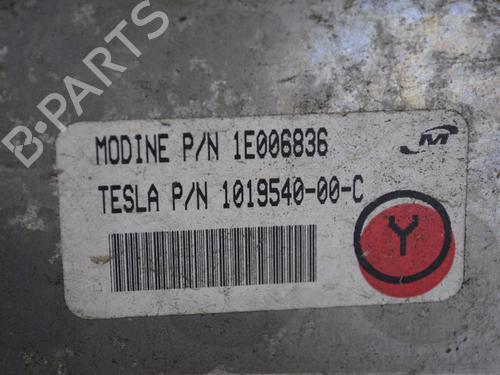 B-PARTS
MODINE P/N 1E006836
M
TESLA P/N 1019540-00-C
Y